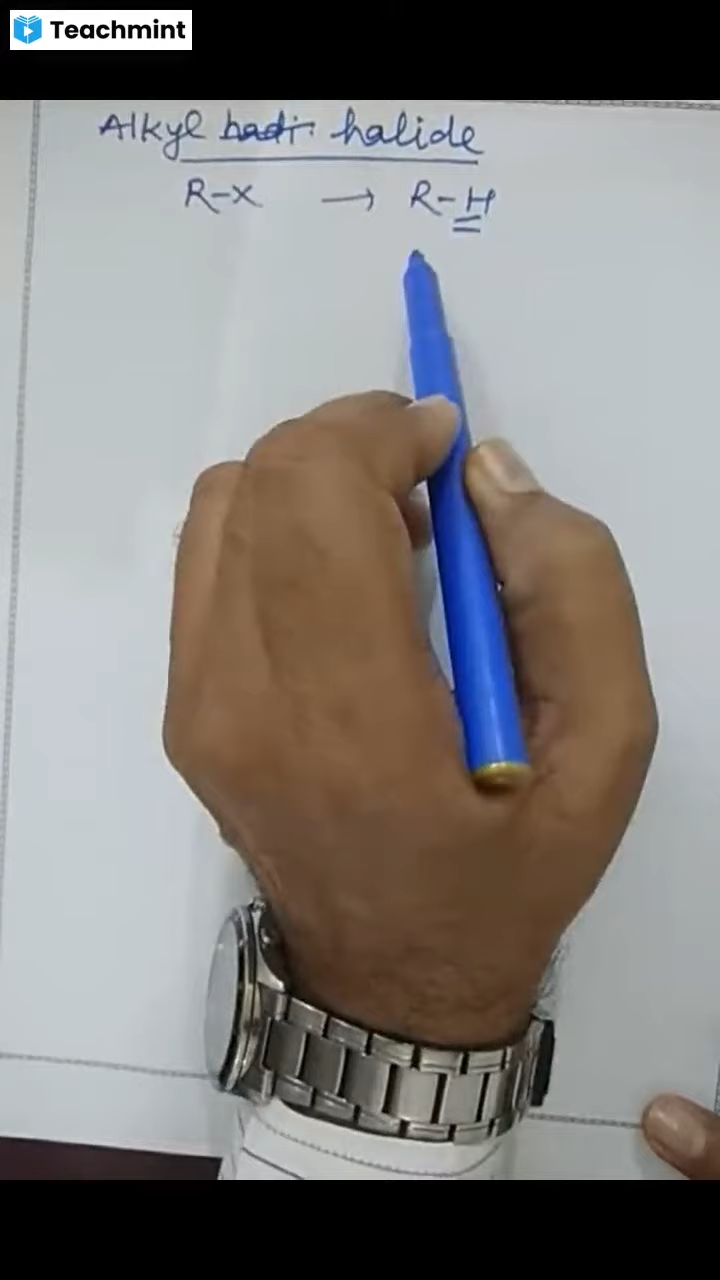 Teachmint
Alkyl halide
R-X → R-H